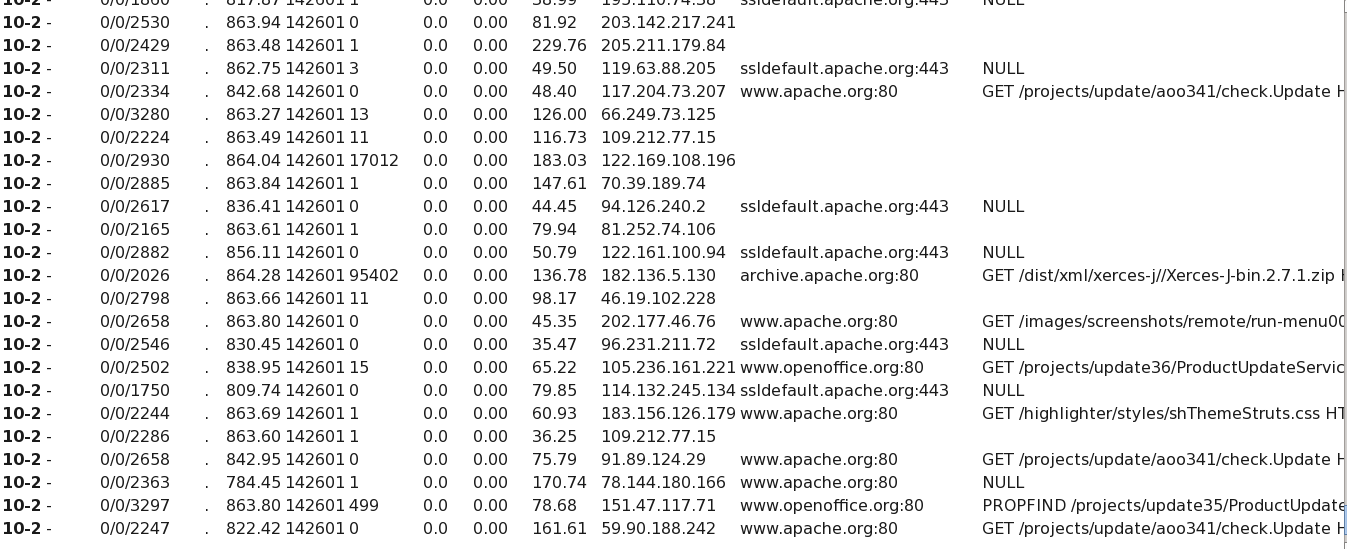 10-2 - 0/0/1860 . 817.87 142601 1 0.0 0.00 38.99 195.110.74.38 ssldefault.apache.org:443 NULL
10-2 - 0/0/2530 . 863.94 142601 0 0.0 0.00 81.92 203.142.217.241
10-2 - 0/0/2429 . 863.48 142601 1 0.0 0.00 229.76 205.211.179.84
10-2 - 0/0/2311 . 862.75 142601 3 0.0 0.00 49.50 119.63.88.205 ssldefault.apache.org:443 NULL
10-2 - 0/0/2334 . 842.68 142601 0 0.0 0.00 48.40 117.204.73.207 www.apache.org:80 GET /projects/update/aoo341/check.Update H
10-2 - 0/0/3280 . 863.27 142601 13 0.0 0.00 126.00 66.249.73.125
10-2 - 0/0/2224 . 863.49 142601 11 0.0 0.00 116.73 109.212.77.15
10-2 - 0/0/2930 . 864.04 142601 17012 0.0 0.00 183.03 122.169.108.196
10-2 - 0/0/2885 . 863.84 142601 1 0.0 0.00 147.61 70.39.189.74
10-2 - 0/0/2617 . 836.41 142601 0 0.0 0.00 44.45 94.126.240.2 ssldefault.apache.org:443 NULL
10-2 - 0/0/2165 . 863.61 142601 1 0.0 0.00 79.94 81.252.74.106
10-2 - 0/0/2882 . 856.11 142601 0 0.0 0.00 50.79 122.161.100.94 ssldefault.apache.org:443 NULL
10-2 - 0/0/2026 . 864.28 142601 95402 0.0 0.00 136.78 182.136.5.130 archive.apache.org:80 GET /dist/xml/xerces-j//Xerces-J-bin.2.7.1.zip H
10-2 - 0/0/2798 . 863.66 142601 11 0.0 0.00 98.17 46.19.102.228
10-2 - 0/0/2658 . 863.80 142601 0 0.0 0.00 45.35 202.177.46.76 www.apache.org:80 GET /images/screenshots/remote/run-menu00
10-2 - 0/0/2546 . 830.45 142601 0 0.0 0.00 35.47 96.231.211.72 ssldefault.apache.org:443 NULL
10-2 - 0/0/2502 . 838.95 142601 15 0.0 0.00 65.22 105.236.161.221 www.openoffice.org:80 GET /projects/update36/ProductUpdateServic
10-2 - 0/0/1750 . 809.74 142601 0 0.0 0.00 79.85 114.132.245.134 ssldefault.apache.org:443 NULL
10-2 - 0/0/2244 . 863.69 142601 1 0.0 0.00 60.93 183.156.126.179 www.apache.org:80 GET /highlighter/styles/shThemeStruts.css HT
10-2 - 0/0/2286 . 863.60 142601 1 0.0 0.00 36.25 109.212.77.15
10-2 - 0/0/2658 . 842.95 142601 0 0.0 0.00 75.79 91.89.124.29 www.apache.org:80 GET /projects/update/aoo341/check.Update H
10-2 - 0/0/2363 . 784.45 142601 1 0.0 0.00 170.74 78.144.180.166 www.apache.org:80 NULL
10-2 - 0/0/3297 . 863.80 142601 499 0.0 0.00 78.68 151.47.117.71 www.openoffice.org:80 PROPFIND /projects/update35/ProductUpdate
10-2 - 0/0/2247 . 822.42 142601 0 0.0 0.00 161.61 59.90.188.242 www.apache.org:80 GET /projects/update/aoo341/check.Update H